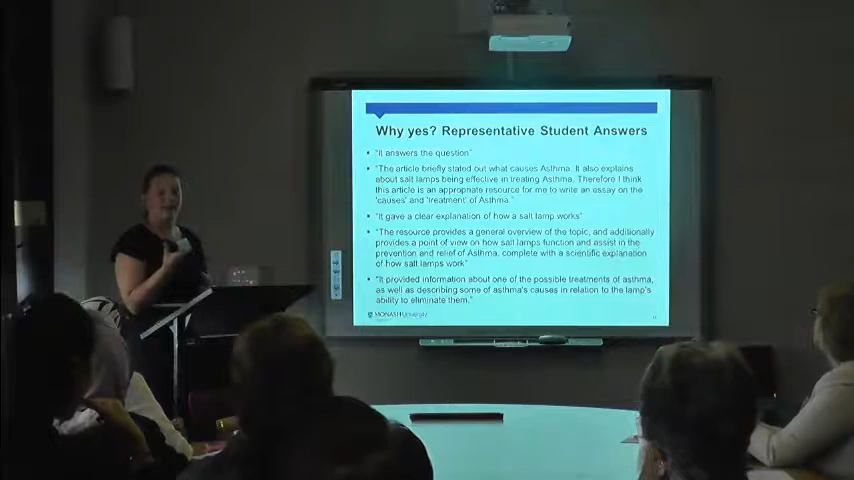 Why yes? Representative Student Answers
• "It answers the question"
• "The article briefly stated out what causes Asthma. It also explains
about salt lamps being effective in treating Asthma. Therefore I think
this article is an appropriate resource for me to write an essay on the
'causes' and 'treatment' of Asthma."
• "It gave a clear explanation of how a salt lamp works"
• "The resource provides a general overview of the topic, and additionally
provides a point of view on how salt lamps function and assist in the
prevention and relief of Asthma, complete with a scientific explanation
of how salt lamps work"
• "It provided information about one of the possible treatments of asthma,
as well as describing some of asthma's causes in relation to the lamp's
ability to eliminate them."
MONASH University